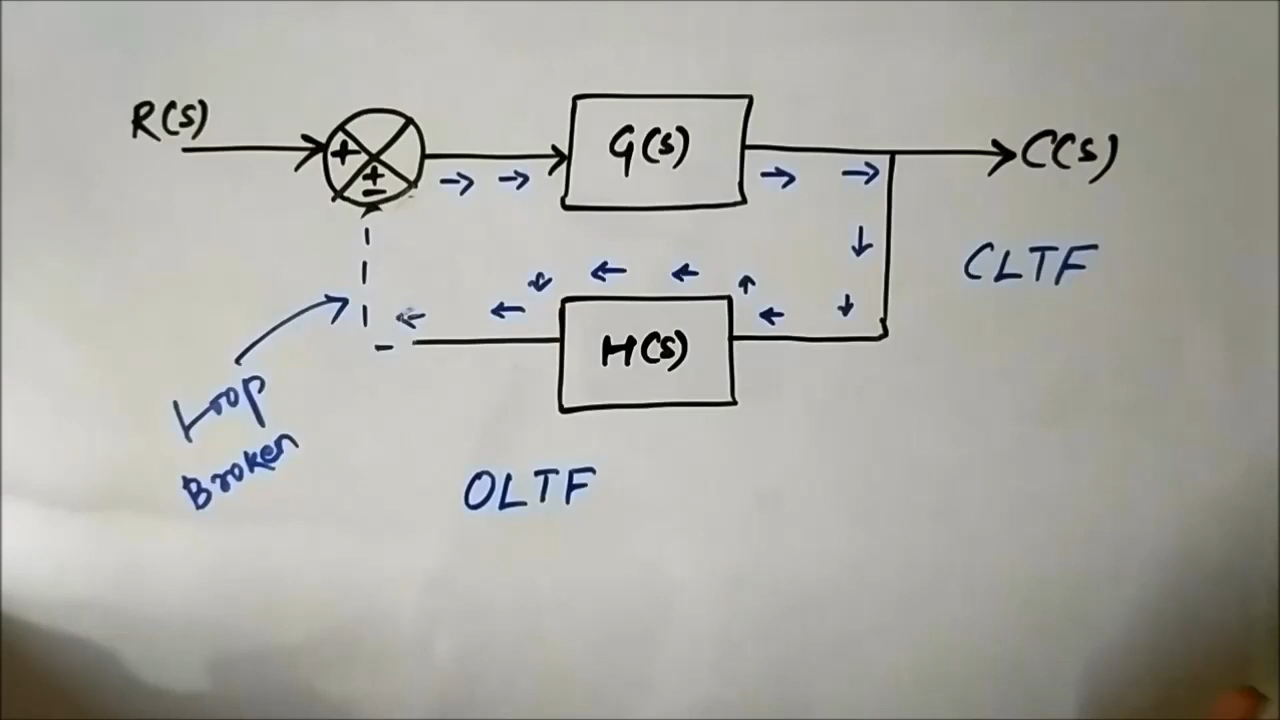 R(s)
+
±
G(s)
C(s)
CLTF
H(s)
Loop
Broken
OLTF